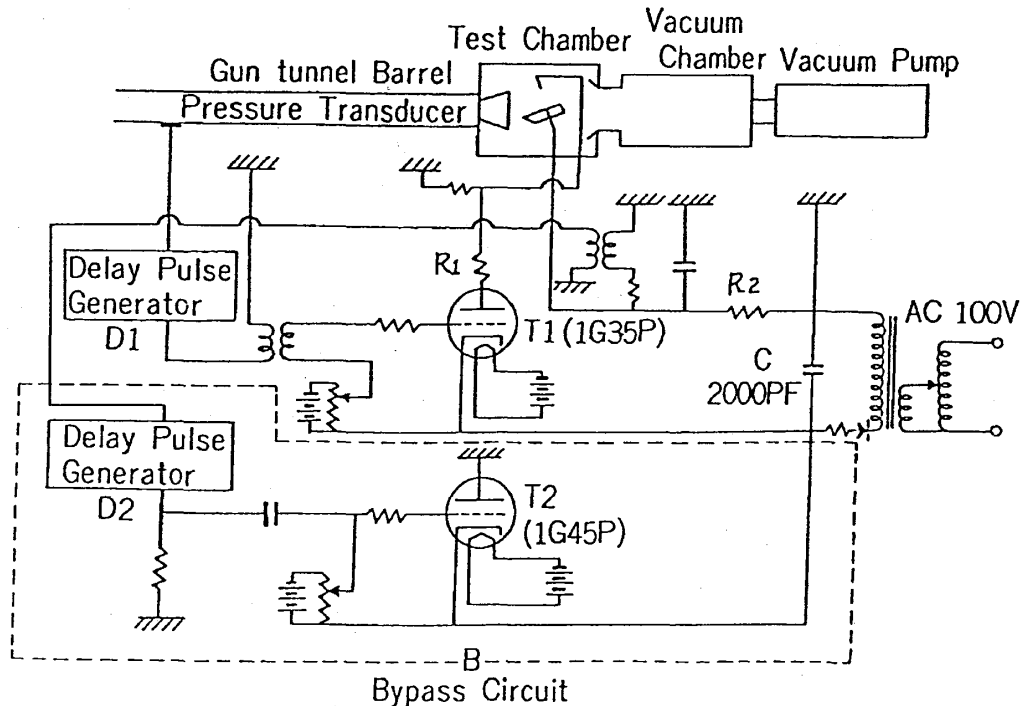 Test Chamber
Vacuum
Chamber
Vacuum Pump
Gun tunnel Barrel
Pressure Transducer
Delay Pulse
Generator
D1
R1
T1 (1G35P)
R2
AC 100V
C
2000PF
Delay Pulse
Generator
D2
T2
(1G45P)
B
Bypass Circuit